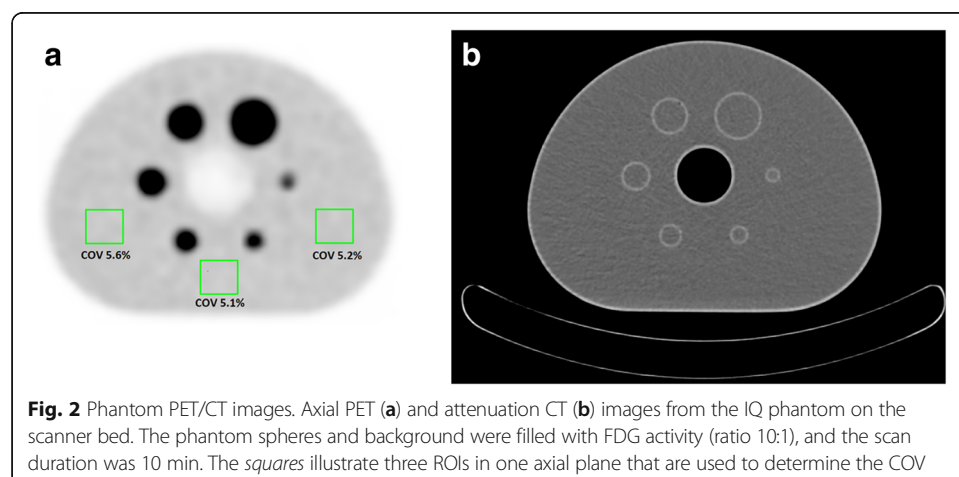 a
b
COV 5.6%
COV 5.2%
COV 5.1%
Fig. 2 Phantom PET/CT images. Axial PET (a) and attenuation CT (b) images from the IQ phantom on the
scanner bed. The phantom spheres and background were filled with FDG activity (ratio 10:1), and the scan
duration was 10 min. The squares illustrate three ROIs in one axial plane that are used to determine the COV